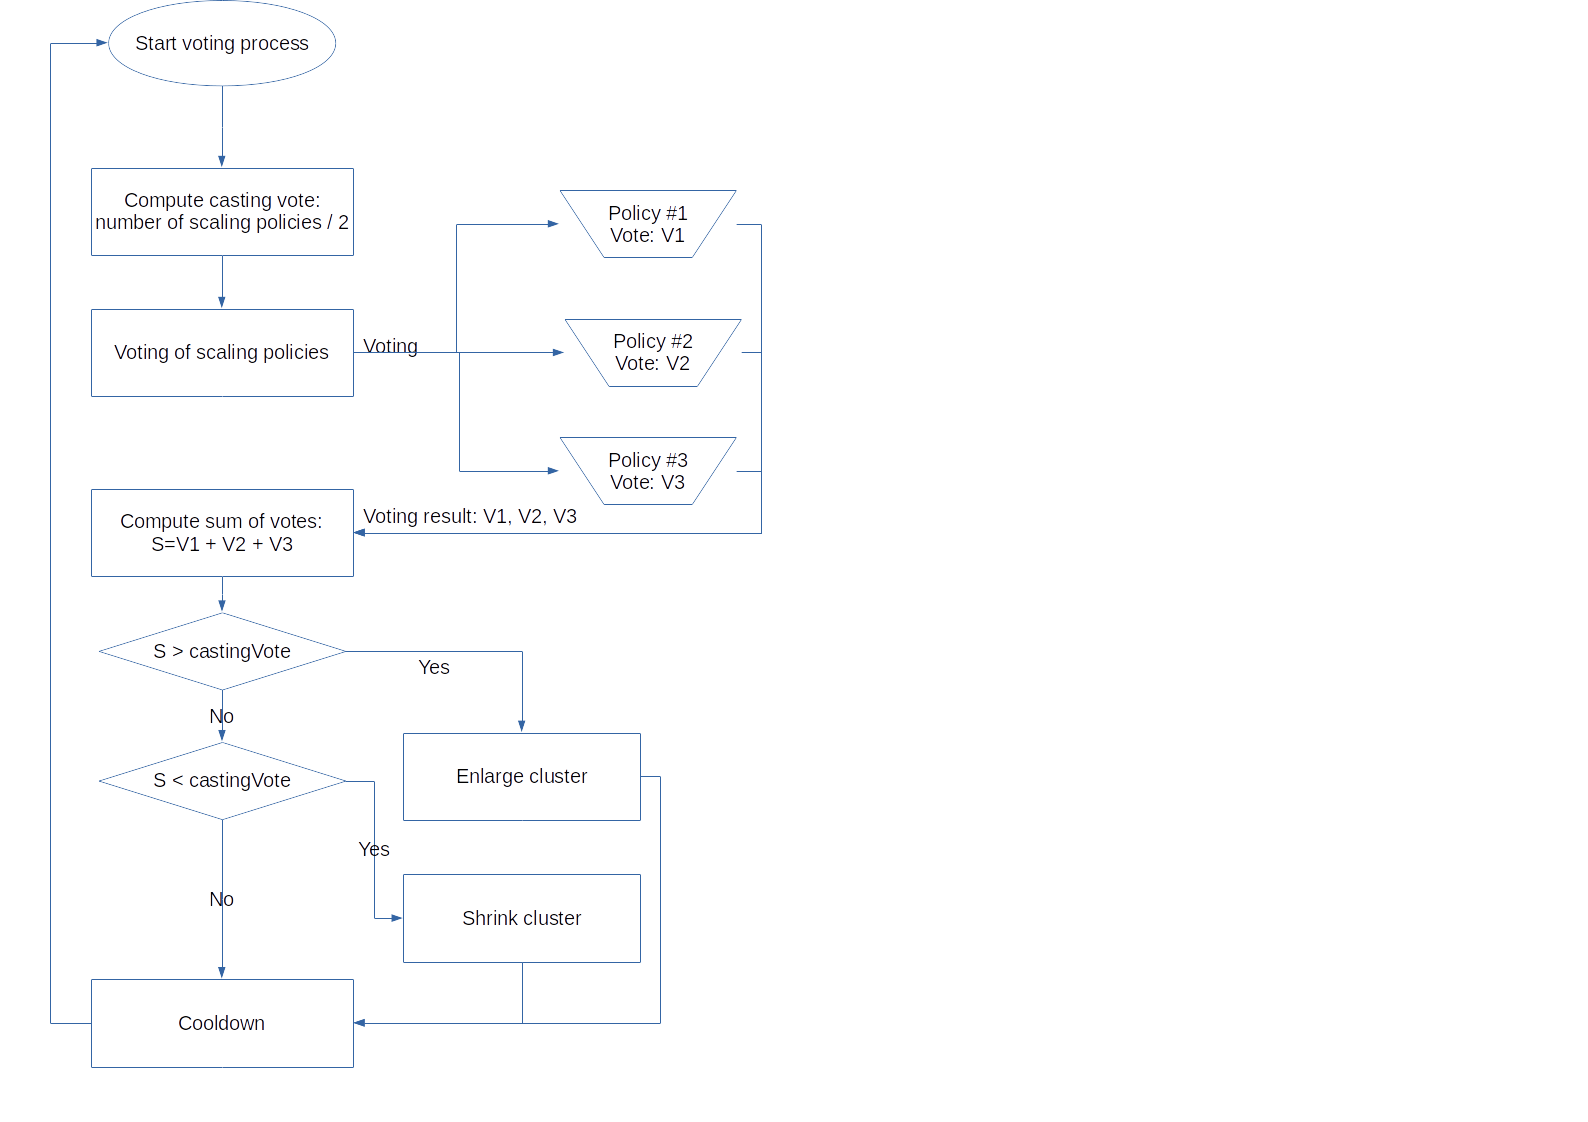 Start voting process
Compute casting vote:
number of scaling policies / 2
Voting of scaling policies
Voting
Policy #1
Vote: V1
Policy #2
Vote: V2
Policy #3
Vote: V3
Voting result: V1, V2, V3
Compute sum of votes:
S=V1 + V2 + V3
S > castingVote
Yes
No
Enlarge cluster
S < castingVote
Yes
No
Shrink cluster
Cooldown